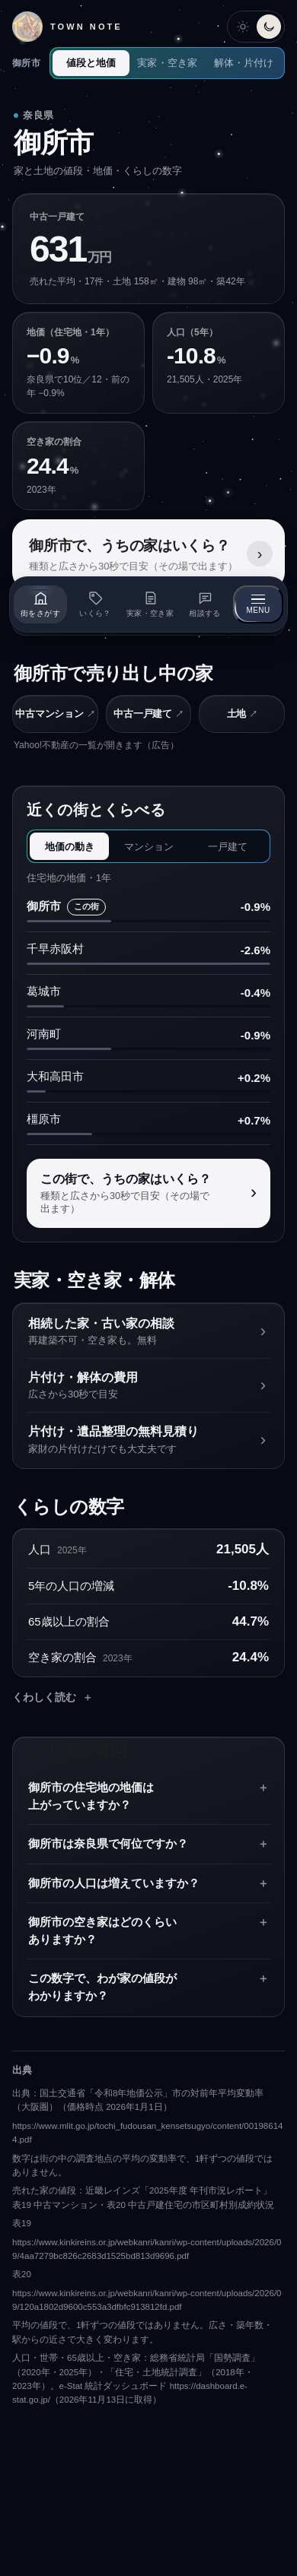 TOWN NOTE
御所市
値段と地価
実家・空き家
解体・片付け
奈良県
御所市
家と土地の値段・地価・くらしの数字
中古一戸建て
631万円
売れた平均・17件・土地 158㎡・建物 98㎡・築42年
地価（住宅地・1年）
−0.9%
奈良県で10位／12・前の
年 −0.9%
人口（5年）
-10.8%
21,505人・2025年
空き家の割合
24.4%
2023年
御所市で、うちの家はいくら？
種類と広さから30秒で目安（その場で出ます）
›
街をさがす
いくら？
実家・空き家
相談する
MENU
御所市で売り出し中の家
中古マンション ↗
中古一戸建て ↗
土地 ↗
Yahoo!不動産の一覧が開きます（広告）
近くの街とくらべる
地価の動き
マンション
一戸建て
住宅地の地価・1年
御所市 この街 -0.9%
千早赤阪村 -2.6%
葛城市 -0.4%
河南町 -0.9%
大和高田市 +0.2%
橿原市 +0.7%
この街で、うちの家はいくら？
種類と広さから30秒で目安（その場で
出ます）
›
実家・空き家・解体
相続した家・古い家の相談
再建築不可・空き家も。無料
›
片付け・解体の費用
広さから30秒で目安
›
片付け・遺品整理の無料見積り
家財の片付けだけでも大丈夫です
›
くらしの数字
人口 2025年 21,505人
5年の人口の増減 -10.8%
65歳以上の割合 44.7%
空き家の割合 2023年 24.4%
くわしく読む +
御所市の住宅地の地価は
上がっていますか？
+
御所市は奈良県で何位ですか？ +
御所市の人口は増えていますか？ +
御所市の空き家はどのくらい
ありますか？
+
この数字で、わが家の値段が
わかりますか？
+
出典
出典：国土交通省「令和8年地価公示」市の対前年平均変動率
（大阪圏）（価格時点 2026年1月1日）
https://www.mlit.go.jp/tochi_fudousan_kensetsugyo/content/00198614
4.pdf
数字は街の中の調査地点の平均の変動率で、1軒ずつの値段では
ありません。
売れた家の値段：近畿レインズ「2025年度 年刊市況レポート」
表19 中古マンション・表20 中古戸建住宅の市区町村別成約状況
表19
https://www.kinkireins.or.jp/webkanri/kanri/wp-content/uploads/2026/0
9/4aa7279bc826c2683d1525bd813d9696.pdf
表20
https://www.kinkireins.or.jp/webkanri/kanri/wp-content/uploads/2026/0
9/120a1802d9600c553a3dfbfc913812fd.pdf
平均の値段で、1軒ずつの値段ではありません。広さ・築年数・
駅からの近さで大きく変わります。
人口・世帯・65歳以上・空き家：総務省統計局「国勢調査」
（2020年・2025年）・「住宅・土地統計調査」（2018年・
2023年）。e-Stat 統計ダッシュボード https://dashboard.e-
stat.go.jp/（2026年11月13日に取得）